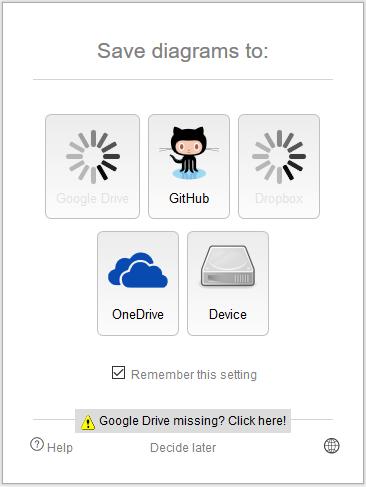 Save diagrams to:
Google Drive
GitHub
Dropbox
OneDrive
Device
Remember this setting
Google Drive missing? Click here!
Help
Decide later